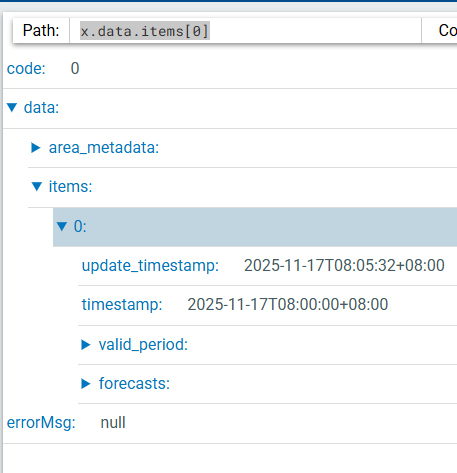 Path: x.data.items[0] Co
code: 0
data:
area_metadata:
items:
0:
update_timestamp: 2025-11-17T08:05:32+08:00
timestamp: 2025-11-17T08:00:00+08:00
valid_period:
forecasts:
errorMsg: null